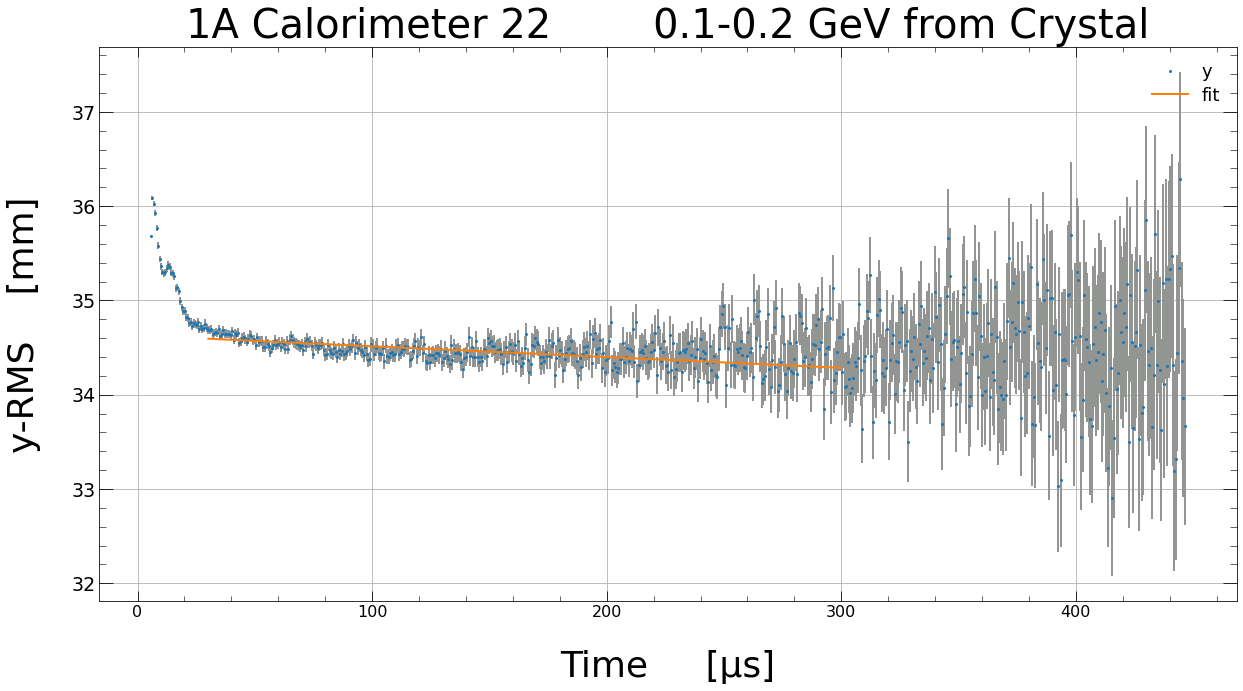 1A Calorimeter 22 0.1-0.2 GeV from Crystal
y
fit
37
36
35
34
33
32
y-RMS [mm]
0 100 200 300 400
Time [µs]